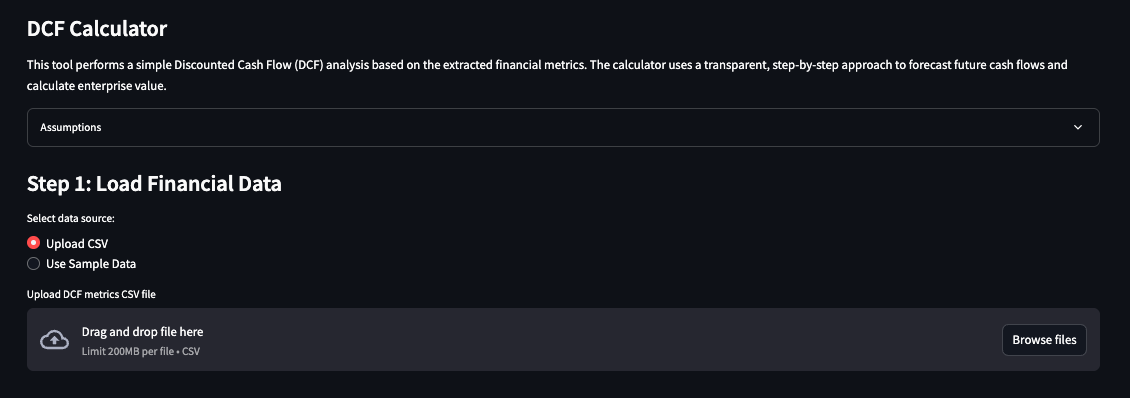 DCF Calculator
This tool performs a simple Discounted Cash Flow (DCF) analysis based on the extracted financial metrics. The calculator uses a transparent, step-by-step approach to forecast future cash flows and
calculate enterprise value.
Assumptions
Step 1: Load Financial Data
Select data source:
Upload CSV
Use Sample Data
Upload DCF metrics CSV file
Drag and drop file here
Limit 200MB per file • CSV
Browse files